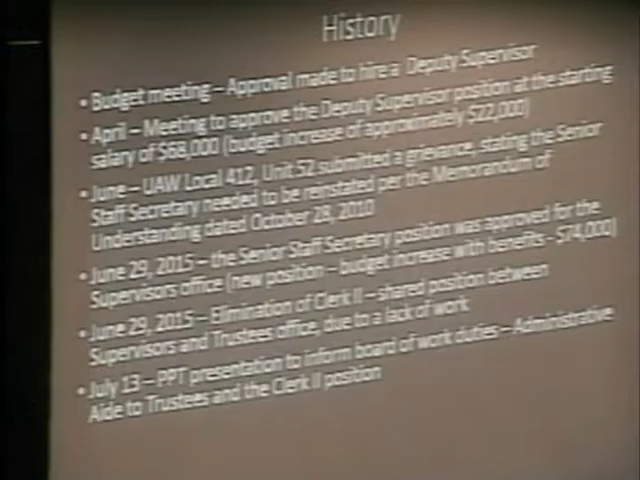 History
• Budget meeting – Approval made to hire a Deputy Supervisor
• April – Meeting to approve the Deputy Supervisor position at the starting
salary of $68,000 (budget increase of approximately $22,000)
• June – UAW Local 412, Unit 52 submitted a grievance, stating the Senior
Staff Secretary needed to be reinstated per the Memorandum of
Understanding dated October 28, 2010
• June 29, 2015 – the Senior Staff Secretary position was approved for the
Supervisors office (new position – budget increase with benefits - $74,000)
• June 29, 2015 – Elimination of Clerk II – shared position between
Supervisors and Trustees office, due to a lack of work
• July 13 – PPT presentation to inform board of work duties – Administrative
Aide to Trustees and the Clerk II position